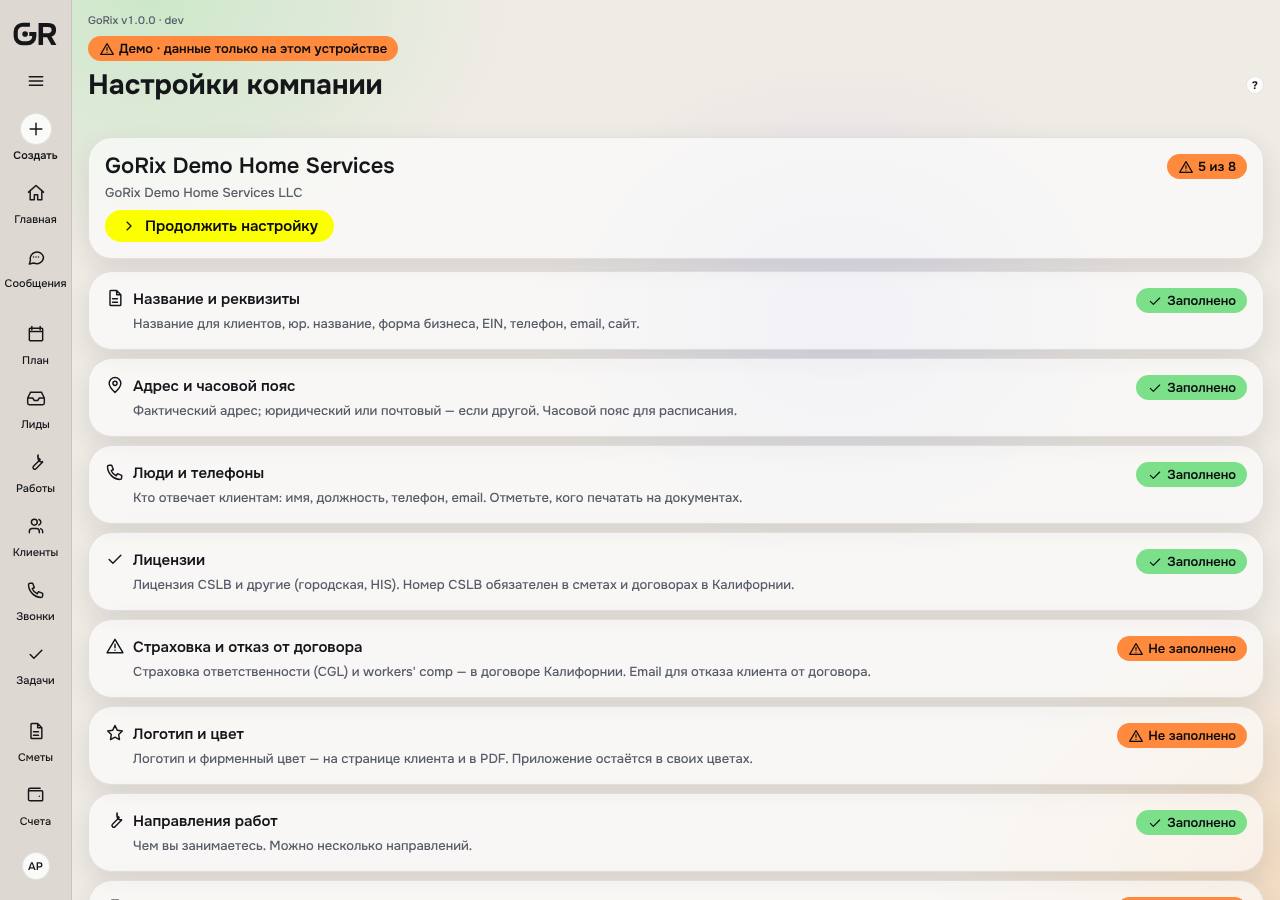 GR
GoRix v1.0.0 · dev
Демо · данные только на этом устройстве
Настройки компании
?
Создать
Главная
Сообщения
План
Лиды
Работы
Клиенты
Звонки
Задачи
Сметы
Счета
AP
GoRix Demo Home Services
5 из 8
GoRix Demo Home Services LLC
Продолжить настройку
Название и реквизиты
Заполнено
Название для клиентов, юр. название, форма бизнеса, EIN, телефон, email, сайт.
Адрес и часовой пояс
Заполнено
Фактический адрес; юридический или почтовый — если другой. Часовой пояс для расписания.
Люди и телефоны
Заполнено
Кто отвечает клиентам: имя, должность, телефон, email. Отметьте, кого печатать на документах.
Лицензии
Заполнено
Лицензия CSLB и другие (городская, HIS). Номер CSLB обязателен в сметах и договорах в Калифорнии.
Страховка и отказ от договора
Не заполнено
Страховка ответственности (CGL) и workers' comp — в договоре Калифорнии. Email для отказа клиента от договора.
Логотип и цвет
Не заполнено
Логотип и фирменный цвет — на странице клиента и в PDF. Приложение остаётся в своих цветах.
Направления работ
Заполнено
Чем вы занимаетесь. Можно несколько направлений.